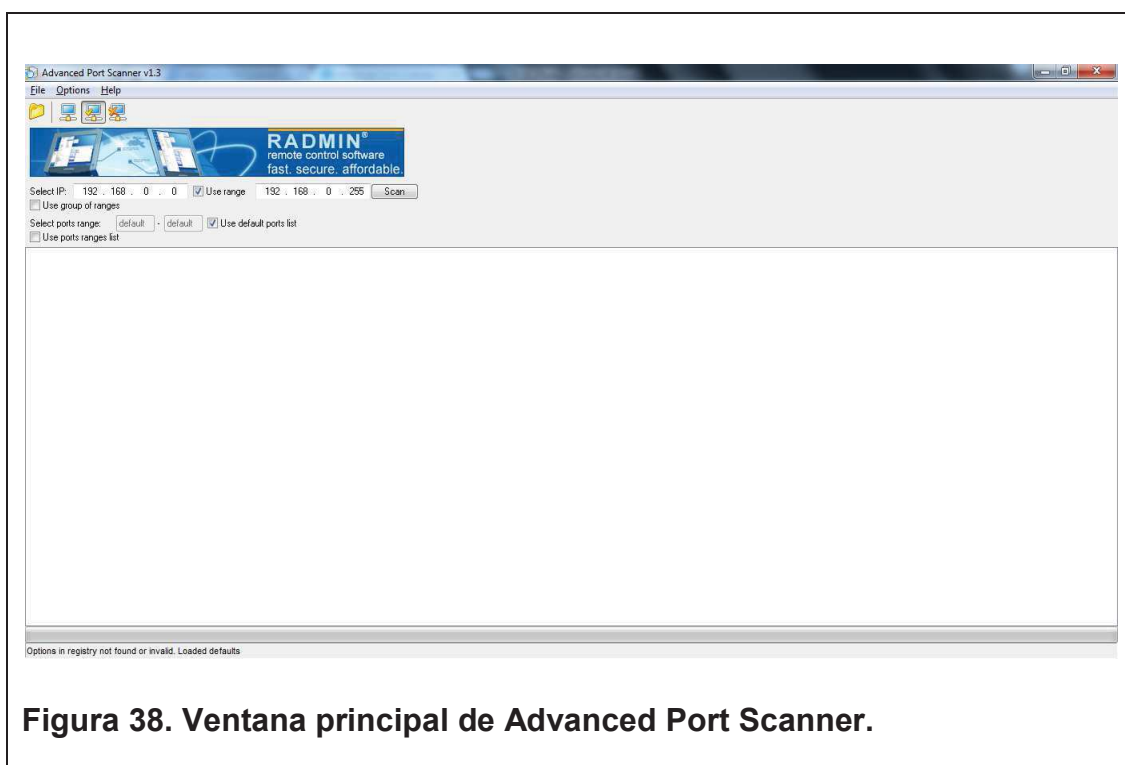 Advanced Port Scanner v1.3
File Options Help
RADMIN®
remote control software
fast. secure. affordable.
Select IP: 192 . 168 . 0 . 0 Use range 192 . 168 . 0 . 255 Scan
Use group of ranges
Select ports range: default - default Use default ports list
Use ports ranges list
Options in registry not found or invalid. Loaded defaults
Figura 38. Ventana principal de Advanced Port Scanner.